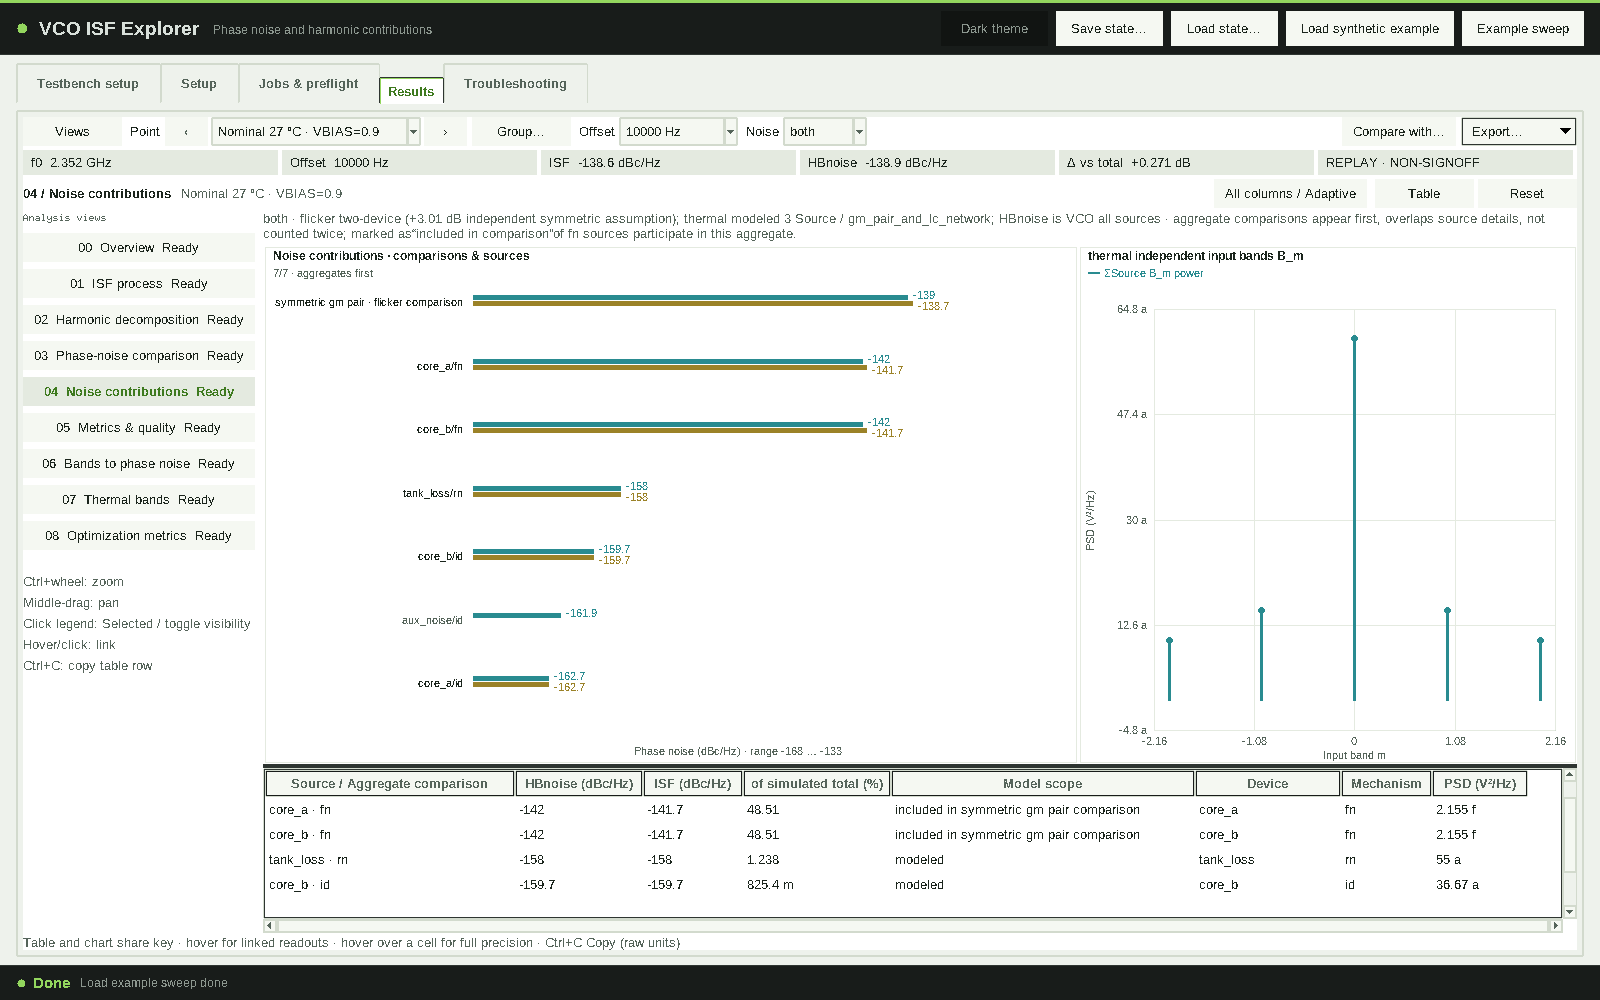 VCO ISF Explorer Phase noise and harmonic contributions Dark theme Save state... Load state... Load synthetic example Example sweep
Testbench setup Setup Jobs & preflight Results Troubleshooting
Views Point ‹ Nominal 27 °C · VBIAS=0.9 › Group... Offset 10000 Hz Noise both Compare with... Export...
f0 2.352 GHz Offset 10000 Hz ISF -138.6 dBc/Hz HBnoise -138.9 dBc/Hz Δ vs total +0.271 dB REPLAY · NON-SIGNOFF
04 / Noise contributions Nominal 27 °C · VBIAS=0.9 All columns / Adaptive Table Reset
Analysis views
00 Overview Ready
01 ISF process Ready
02 Harmonic decomposition Ready
03 Phase-noise comparison Ready
04 Noise contributions Ready
05 Metrics & quality Ready
06 Bands to phase noise Ready
07 Thermal bands Ready
08 Optimization metrics Ready
Ctrl+wheel: zoom
Middle-drag: pan
Click legend: Selected / toggle visibility
Hover/click: link
Ctrl+C: copy table row
both · flicker two-device (+3.01 dB independent symmetric assumption); thermal modeled 3 Source / gm_pair_and_lc_network; HBnoise is VCO all sources · aggregate comparisons appear first, overlaps source details, not
counted twice; marked as“included in comparison”of fn sources participate in this aggregate.
Noise contributions · comparisons & sources
7/7 · aggregates first
symmetric gm pair · flicker comparison -139
-138.7
core_a/fn -142
-141.7
core_b/fn -142
-141.7
tank_loss/rn -158
-158
core_b/id -159.7
-159.7
aux_noise/id -161.9
core_a/id -162.7
-162.7
Phase noise (dBc/Hz) · range -168 ... -133
thermal independent input bands B_m
ΣSource B_m power
64.8 a
47.4 a
30 a
12.6 a
-4.8 a
PSD (V²/Hz)
-2.16 -1.08 0 1.08 2.16
Input band m
Source / Aggregate comparison HBnoise (dBc/Hz) ISF (dBc/Hz) of simulated total (%) Model scope Device Mechanism PSD (V²/Hz)
core_a · fn -142 -141.7 48.51 included in symmetric gm pair comparison core_a fn 2.155 f
core_b · fn -142 -141.7 48.51 included in symmetric gm pair comparison core_b fn 2.155 f
tank_loss · rn -158 -158 1.238 modeled tank_loss rn 55 a
core_b · id -159.7 -159.7 825.4 m modeled core_b id 36.67 a
Table and chart share key · hover for linked readouts · hover over a cell for full precision · Ctrl+C Copy (raw units)
Done Load example sweep done